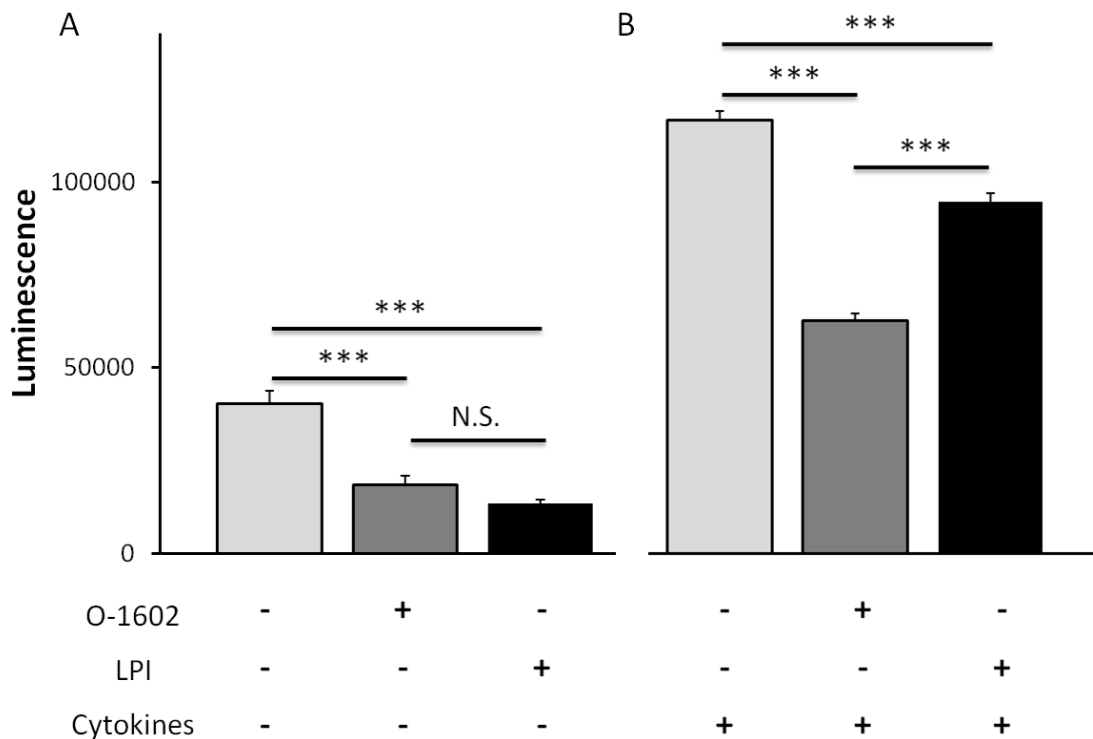 A B
***
***
***
100000
***
***
50000
N.S.
0
Luminescence
O-1602 - + - - + -
LPI - - + - - +
Cytokines - - - + + +